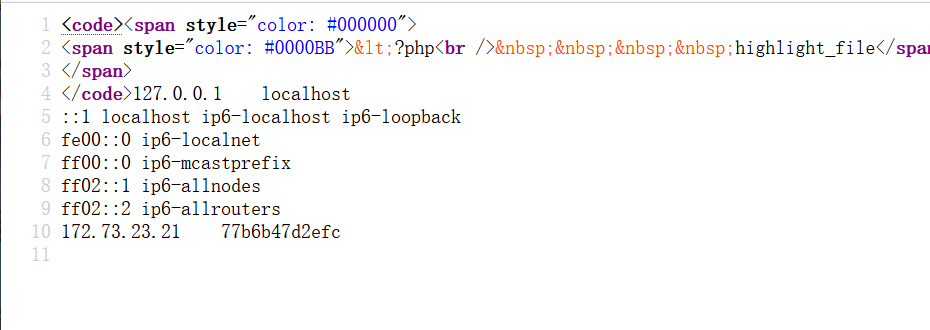 1 <code><span style="color: #000000">
2 <span style="color: #0000BB">&lt;?php<br />&nbsp;&nbsp;&nbsp;&nbsp;highlight_file</span
3 </span>
4 </code>127.0.0.1    localhost
5 ::1 localhost ip6-localhost ip6-loopback
6 fe00::0 ip6-localnet
7 ff00::0 ip6-mcastprefix
8 ff02::1 ip6-allnodes
9 ff02::2 ip6-allrouters
10 172.73.23.21    77b6b47d2efc
11